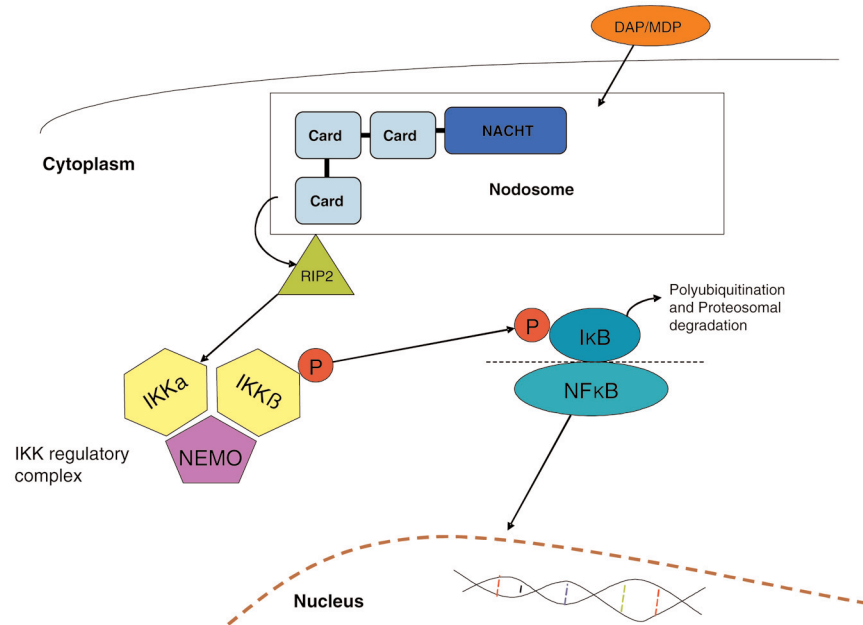 DAP/MDP
Card
Card
NACHT
Cytoplasm
Card
Nodosome
RIP2
Polyubiquitination
and Proteosomal
degradation
P
IκB
P
IKKa
IKKß
NFκB
NEMO
IKK regulatory
complex
Nucleus